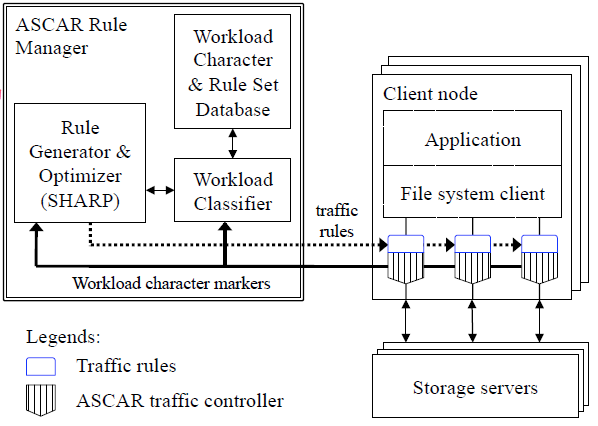 ASCAR Rule
Manager
Workload
Character
& Rule Set
Database
Rule
Generator &
Optimizer
(SHARP)
Workload
Classifier
traffic
rules
Workload character markers
Client node
Application
File system client
Storage servers
Legends:
Traffic rules
ASCAR traffic controller